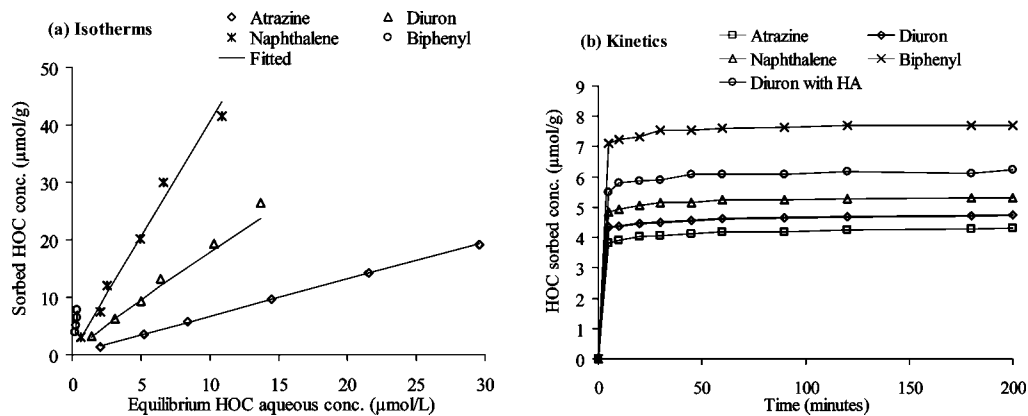 (a) Isotherms
Atrazine
Diuron
Naphthalene
Biphenyl
Fitted
50
40
30
20
10
0
Sorbed HOC conc. (μmol/g)
0
5
10
15
20
25
30
Equilibrium HOC aqueous conc. (μmol/L)
(b) Kinetics
Atrazine
Diuron
Naphthalene
Biphenyl
Diuron with HA
9
8
7
6
5
4
3
2
1
0
HOC sorbed conc. (μmol/g)
0
50
100
150
200
Time (minutes)